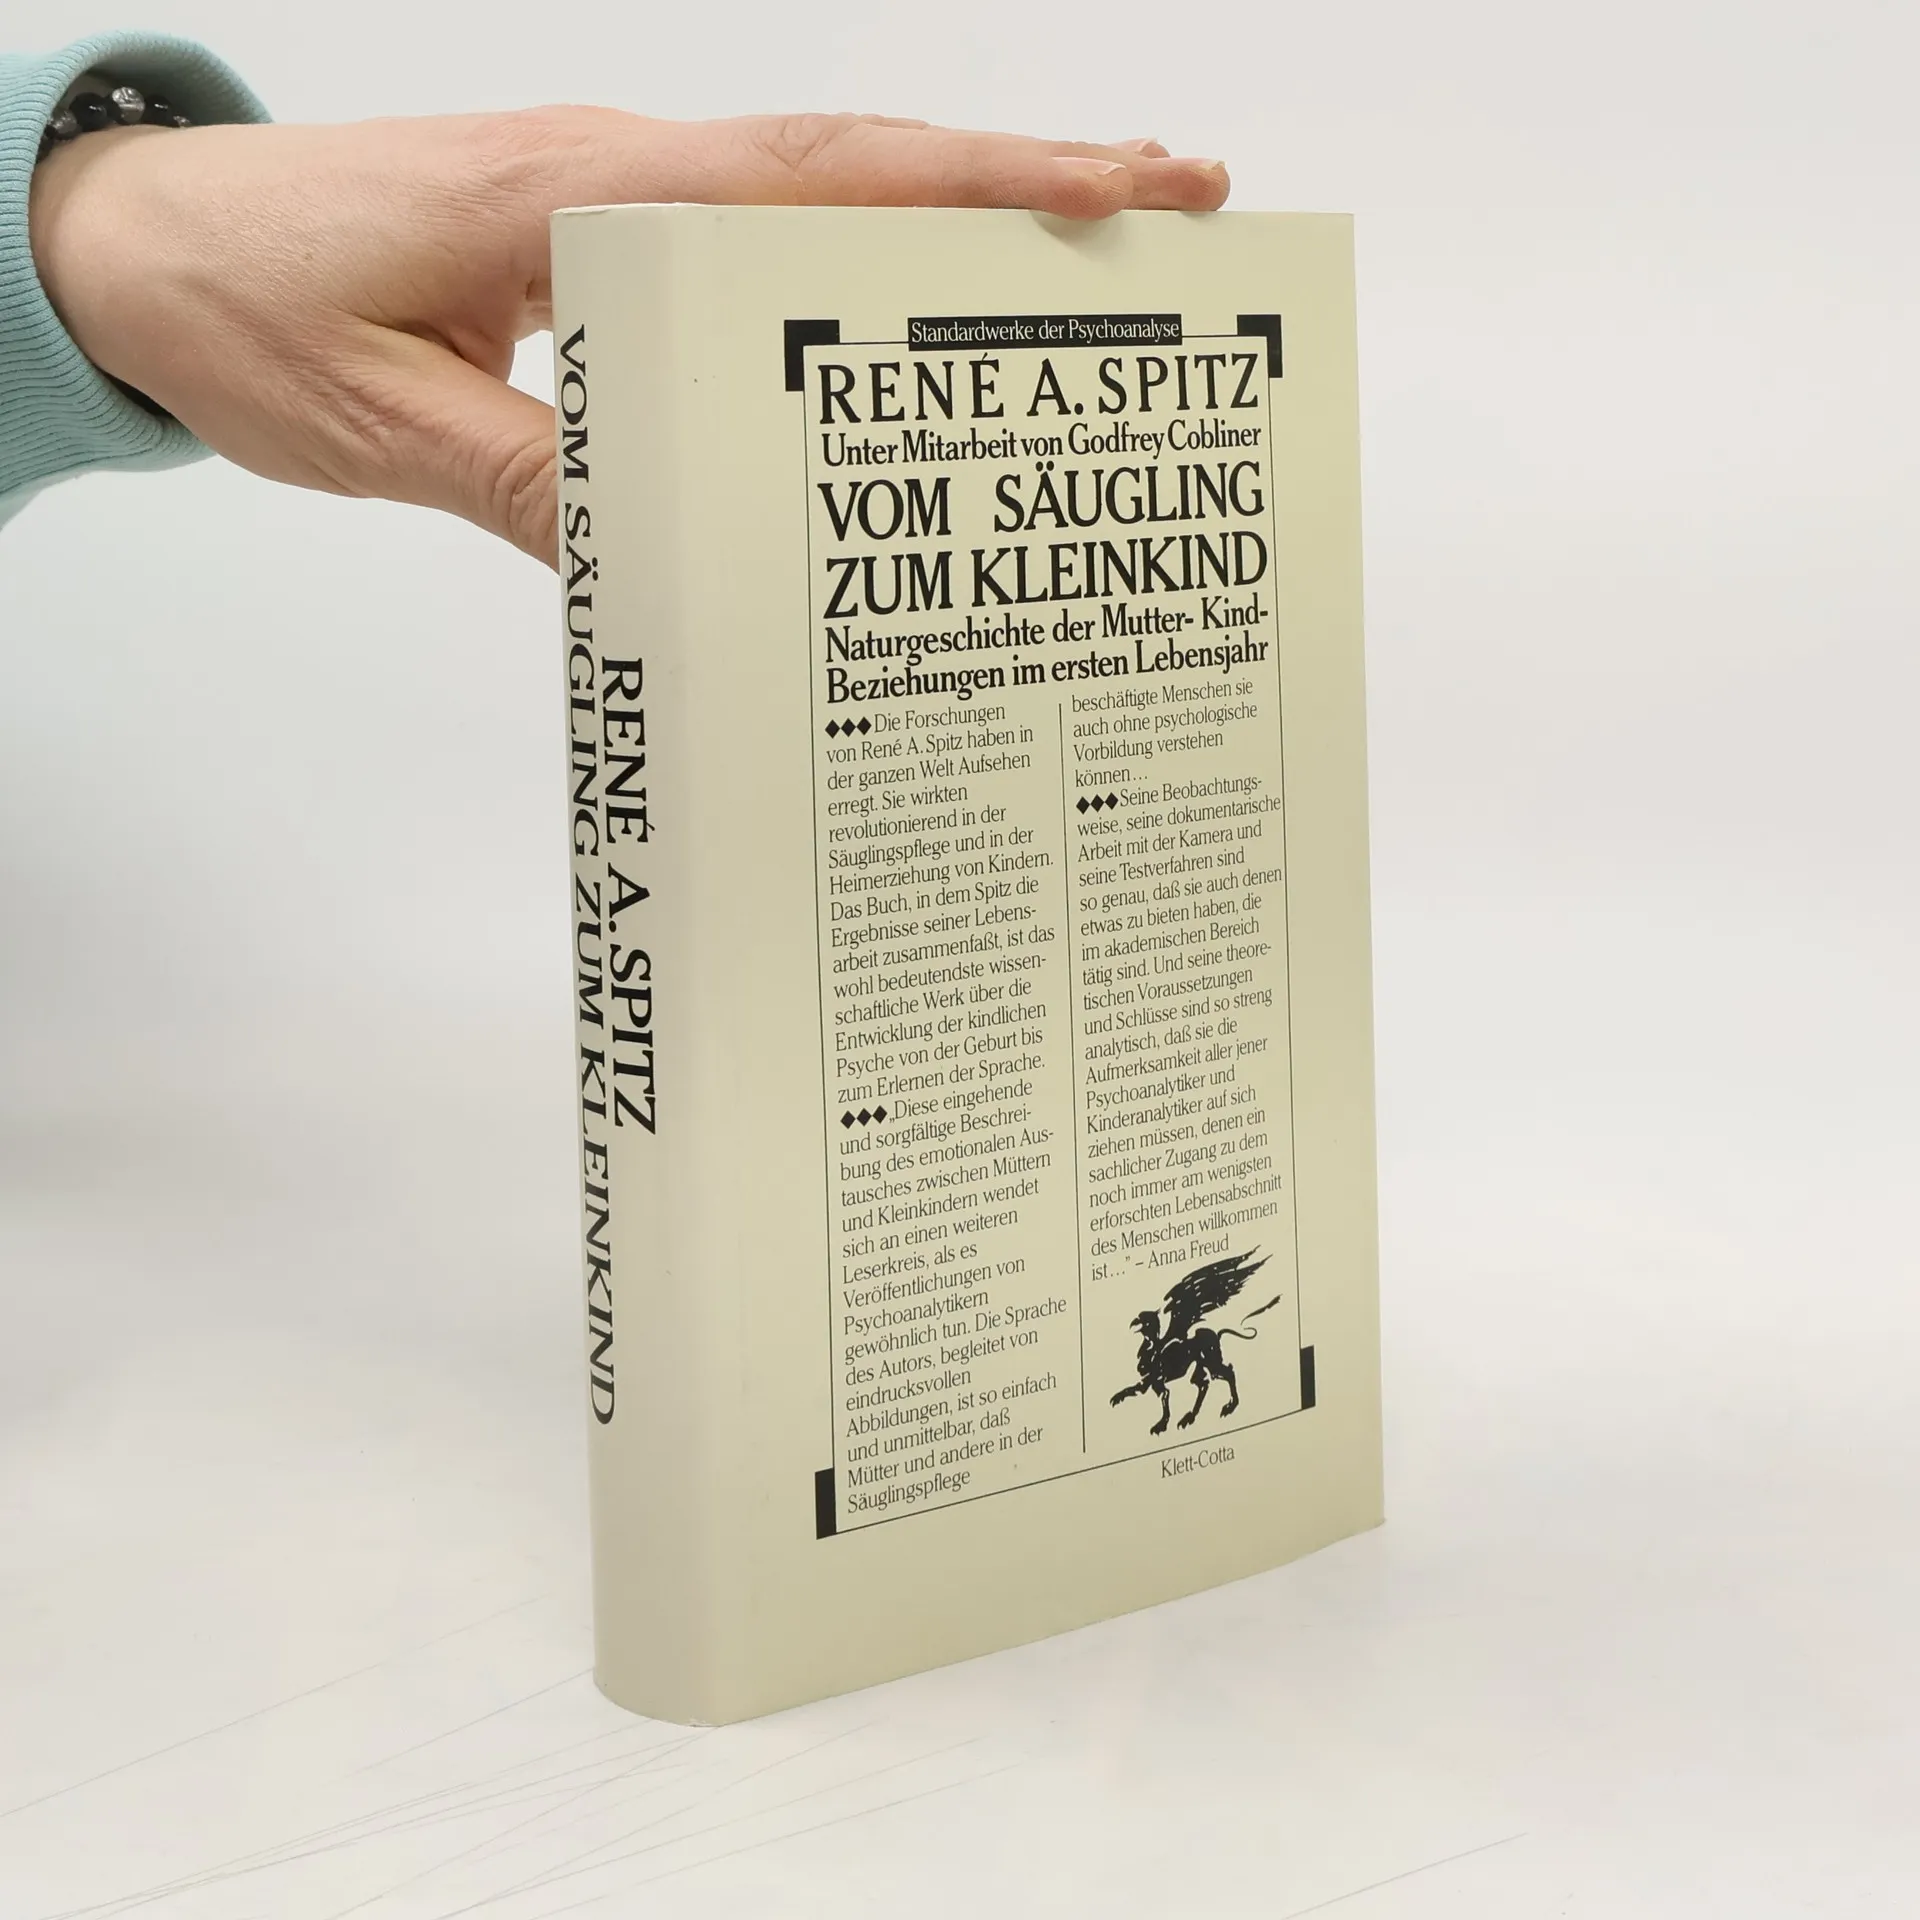 VOM SÄUGLING ZUM KLEINKIND
RENÉ A. SPITZ
Standardwerke der Psychoanalyse
RENÉ A. SPITZ
Unter Mitarbeit von Godfrey Cobliner
VOM SÄUGLING
ZUM KLEINKIND
Naturgeschichte der Mutter- Kind-
Beziehungen im ersten Lebensjahr
◆◆◆Die Forschungen
von René A. Spitz haben in
der ganzen Welt Aufsehen
erregt. Sie wirkten
revolutionierend in der
Säuglingspflege und in der
Heimerziehung von Kindern.
Das Buch, in dem Spitz die
Ergebnisse seiner Lebens-
arbeit zusammenfaßt, ist das
wohl bedeutendste wissen-
schaftliche Werk über die
Entwicklung der kindlichen
Psyche von der Geburt bis
zum Erlernen der Sprache.
◆◆◆„Diese eingehende
und sorgfältige Beschrei-
bung des emotionalen Aus-
tausches zwischen Müttern
und Kleinkindern wendet
sich an einen weiteren
Leserkreis, als es
Veröffentlichungen von
Psychoanalytikern
gewöhnlich tun. Die Sprache
des Autors, begleitet von
eindrucksvollen
Abbildungen, ist so einfach
und unmittelbar, daß
Mütter und andere in der
Säuglingspflege
beschäftigte Menschen sie
auch ohne psychologische
Vorbildung verstehen
können…
◆◆◆Seine Beobachtungs-
weise, seine dokumentarische
Arbeit mit der Kamera und
seine Testverfahren sind
so genau, daß sie auch denen
etwas zu bieten haben, die
im akademischen Bereich
tätig sind. Und seine theore-
tischen Voraussetzungen
und Schlüsse sind so streng
analytisch, daß sie die
Aufmerksamkeit aller jener
Psychoanalytiker und
Kinderanalytiker auf sich
ziehen müssen, denen ein
sachlicher Zugang zu dem
noch immer am wenigsten
erforschten Lebensabschnitt
des Menschen willkommen
ist…” – Anna Freud
Klett-Cotta